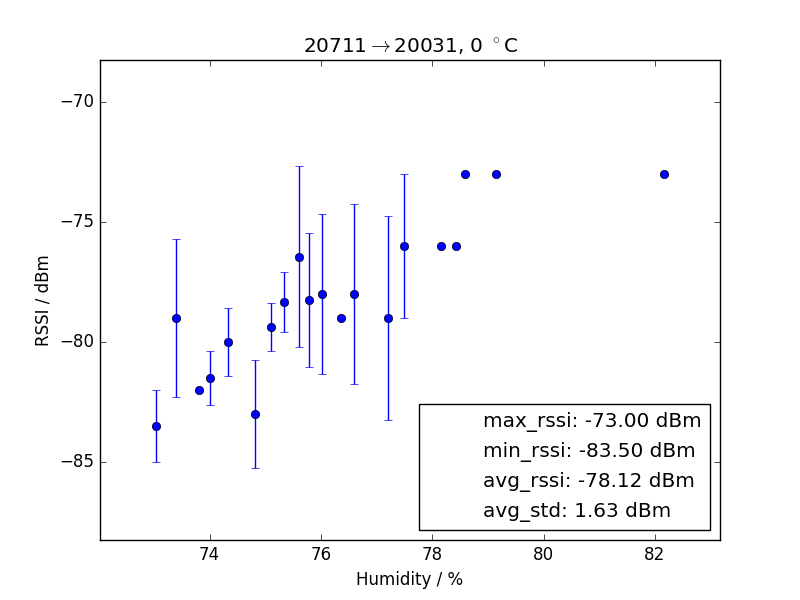 20711→20031, 0 °C
−70
−75
−80
−85
RSSI / dBm
max_rssi: -73.00 dBm
min_rssi: -83.50 dBm
avg_rssi: -78.12 dBm
avg_std: 1.63 dBm
74 76 78 80 82
Humidity / %